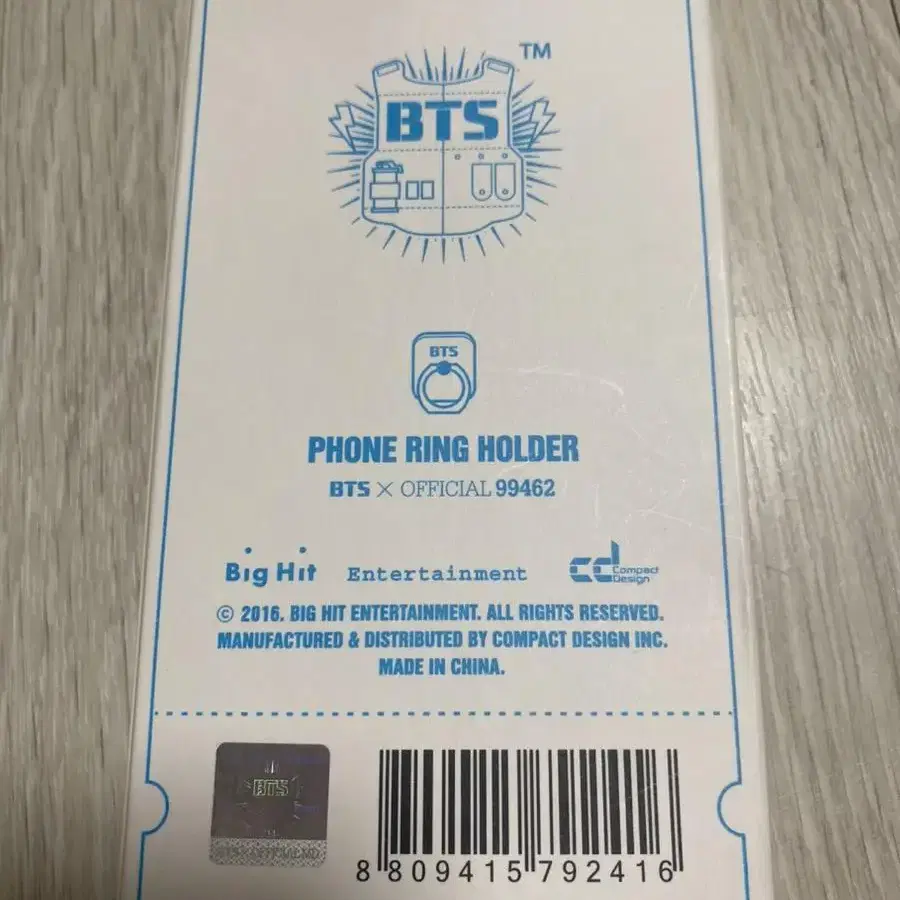 BTS
TM
BTS
PHONE RING HOLDER
BTS × OFFICIAL 99462
Big Hit Entertainment
cd Compact Design
© 2016. BIG HIT ENTERTAINMENT. ALL RIGHTS RESERVED.
MANUFACTURED & DISTRIBUTED BY COMPACT DESIGN INC.
MADE IN CHINA.
BTS
8 809415 792416